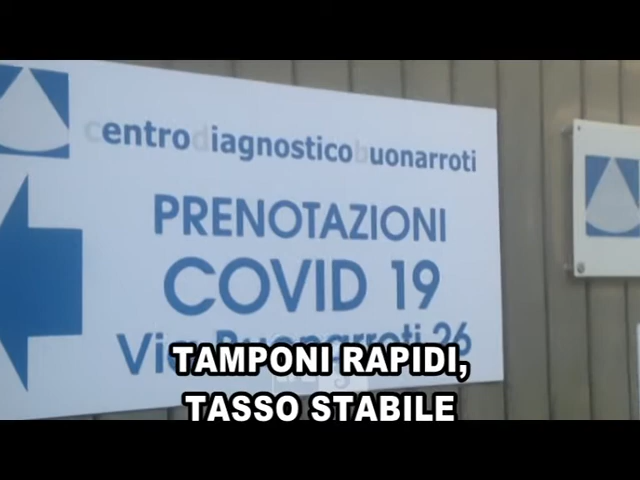 centrodiagnosticobuonarroti
PRENOTAZIONI
COVID 19
Via Buonarroti 26
TAMPONI RAPIDI,
TASSO STABILE